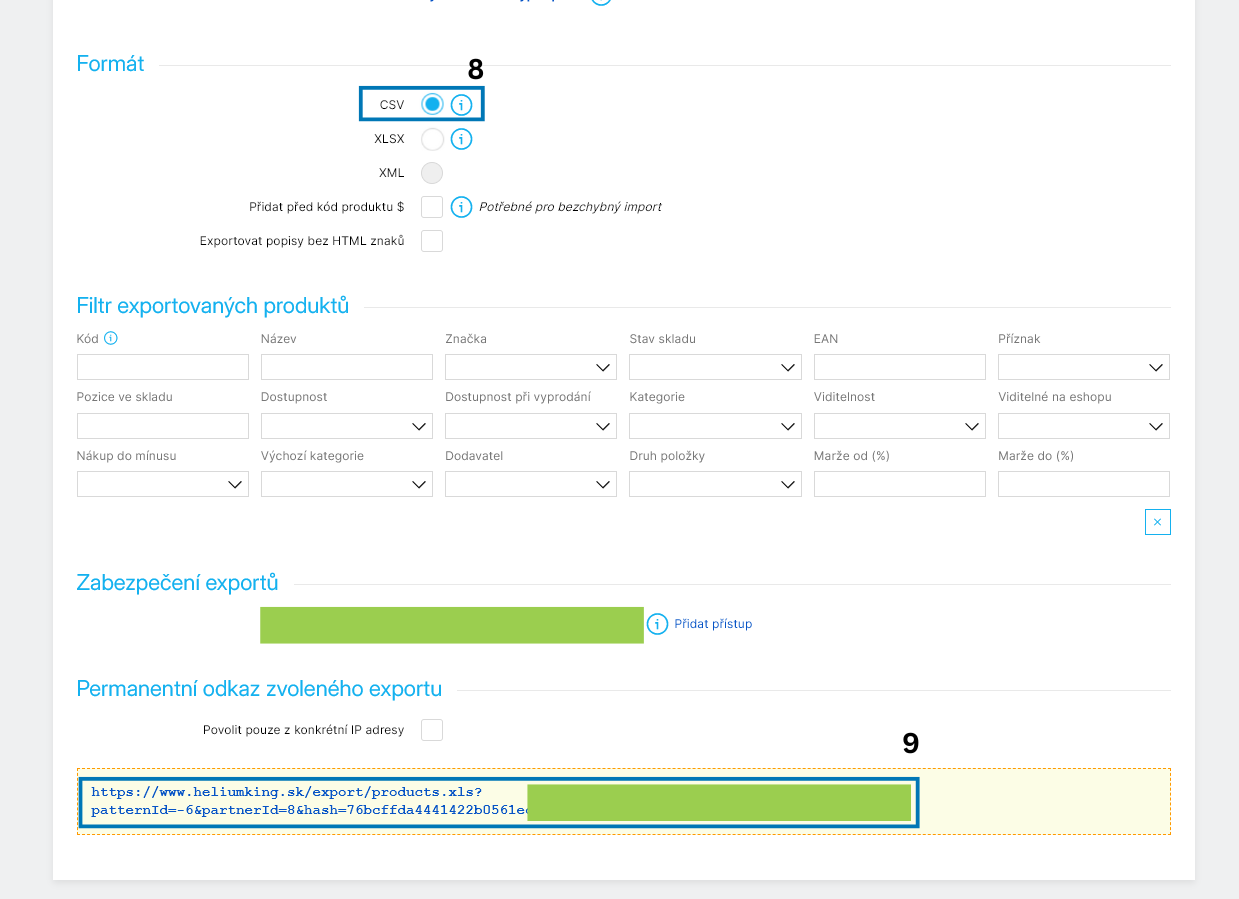 Formát
8
CSV
XLSX
XML
Přidat před kód produktu $ Potřebné pro bezchybný import
Exportovat popisy bez HTML znaků
Filtr exportovaných produktů
Kód Název Značka Stav skladu EAN Příznak
Pozice ve skladu Dostupnost Dostupnost při vyprodání Kategorie Viditelnost Viditelné na eshopu
Nákup do mínusu Výchozí kategorie Dodavatel Druh položky Marže od (%) Marže do (%)
Zabezpečení exportů
Přidat přístup
Permanentní odkaz zvoleného exportu
Povolit pouze z konkrétní IP adresy
9
https://www.heliumking.sk/export/products.xls?
patternId=-6&partnerId=8&hash=76bcffda4441422b0561e